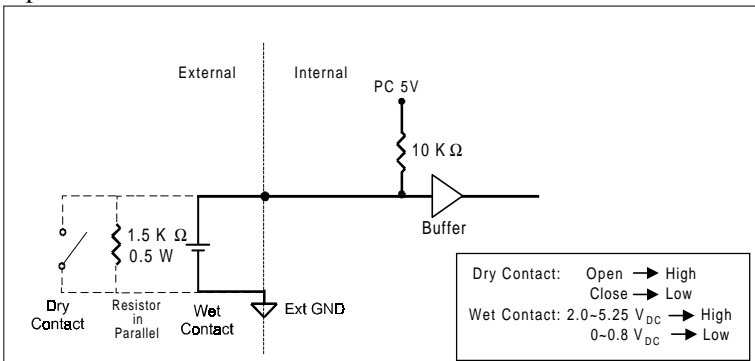 External Internal
PC 5V
10 K Ω
Buffer
1.5 K Ω
0.5 W
Dry
Contact
Resistor
in
Parallel
Wet
Contact
Ext GND
Dry Contact: Open → High
Close → Low
Wet Contact: 2.0~5.25 VDC → High
0~0.8 VDC → Low